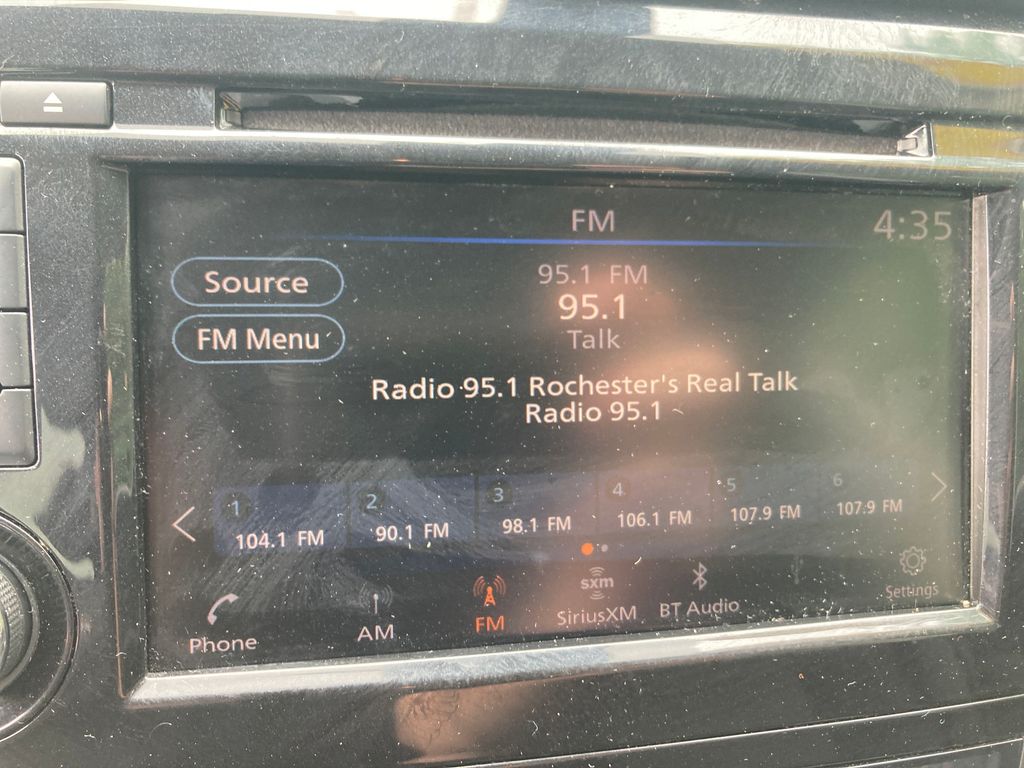 FM
4:35
Source
95.1 FM
95.1
FM Menu
Talk
Radio 95.1 Rochester's Real Talk
Radio 95.1
1
2
3
4
5
6
104.1 FM
90.1 FM
98.1 FM
106.1 FM
107.9 FM
107.9 FM
sxm
Phone
AM
FM
SiriusXM
BT Audio
Settings